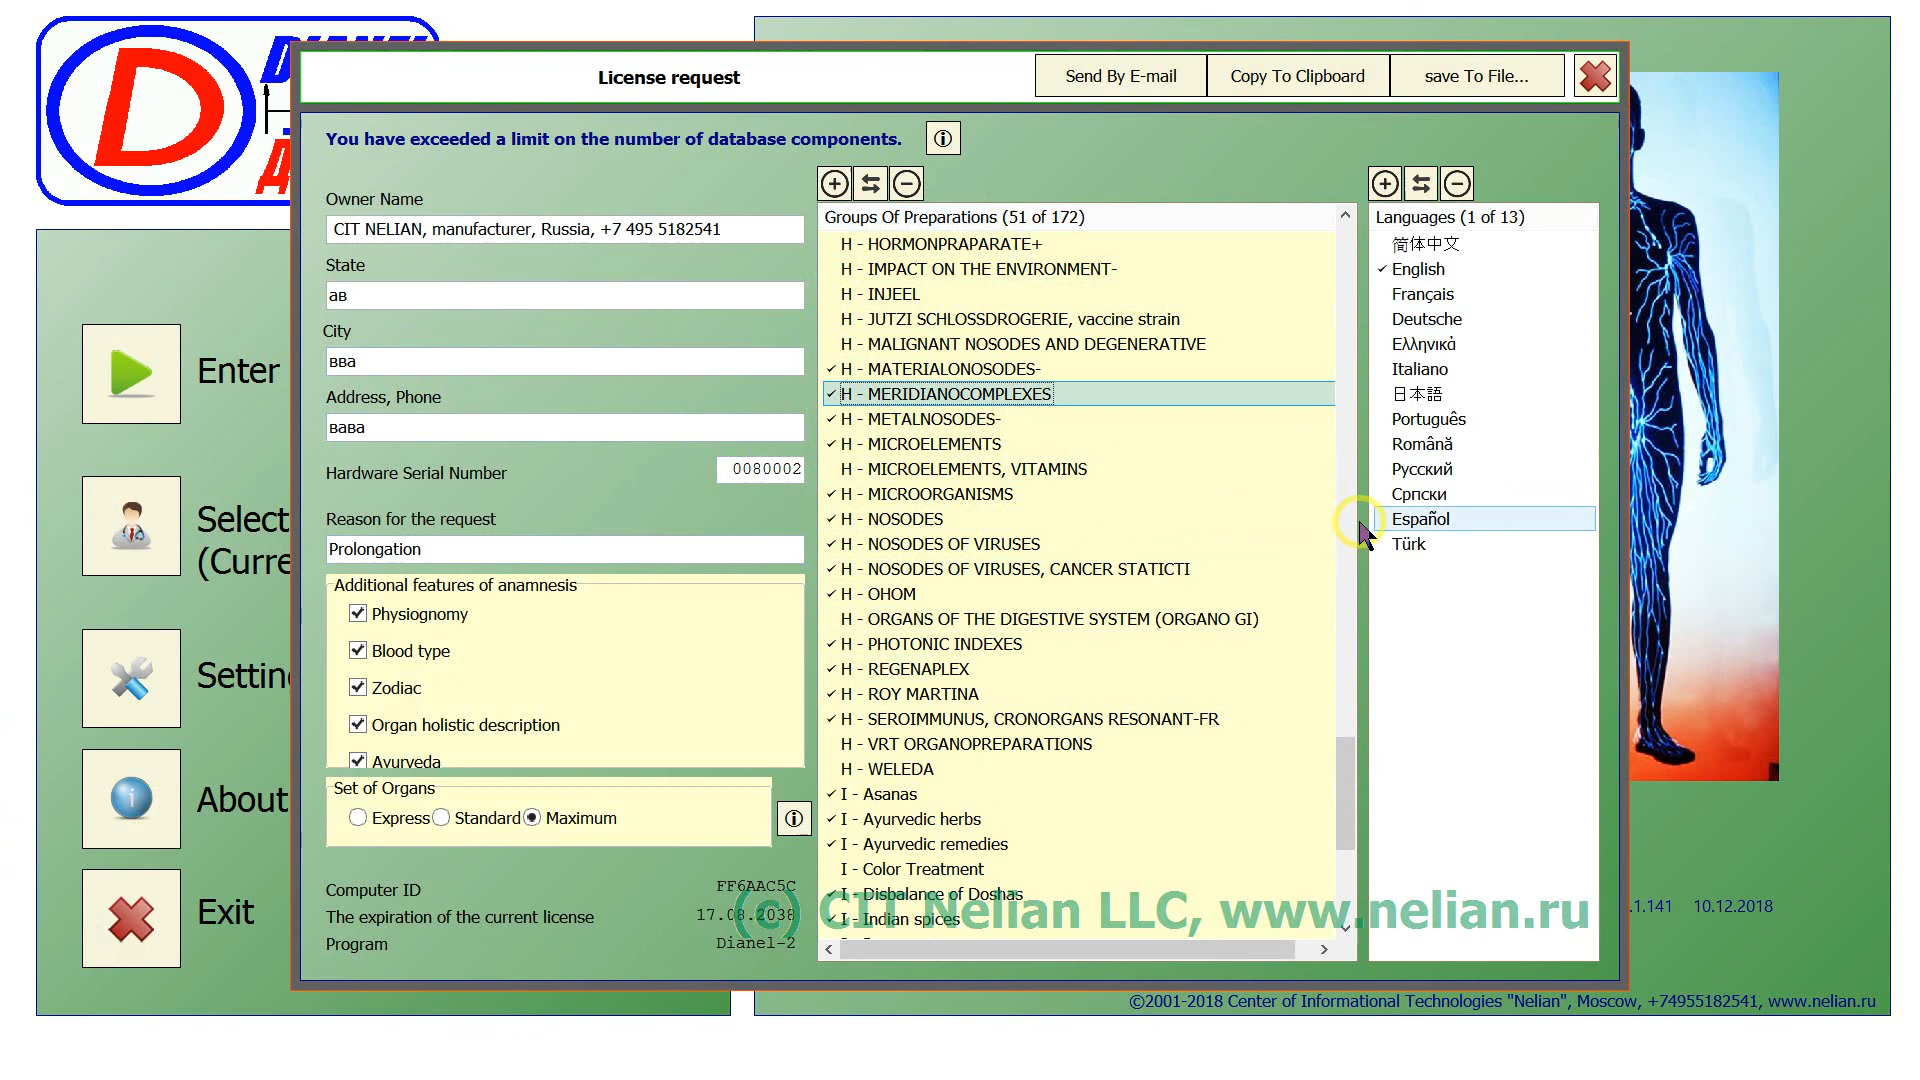 License request
Send By E-mail
Copy To Clipboard
save To File...
You have exceeded a limit on the number of database components.
Owner Name
CIT NELIAN, manufacturer, Russia, +7 495 5182541
State
ав
City
вва
Address, Phone
вава
Hardware Serial Number
0080002
Reason for the request
Prolongation
Additional features of anamnesis
Physiognomy
Blood type
Zodiac
Organ holistic description
Ayurveda
Set of Organs
Express
Standard
Maximum
Computer ID
FF6AAC5C
The expiration of the current license
17.08.2038
Program
Dianel-2
Groups Of Preparations (51 of 172)
H - HORMONPRAPARATE+
H - IMPACT ON THE ENVIRONMENT-
H - INJEEL
H - JUTZI SCHLOSSDROGERIE, vaccine strain
H - MALIGNANT NOSODES AND DEGENERATIVE
H - MATERIALONOSODES-
H - MERIDIANOCOMPLEXES
H - METALNOSODES-
H - MICROELEMENTS
H - MICROELEMENTS, VITAMINS
H - MICROORGANISMS
H - NOSODES
H - NOSODES OF VIRUSES
H - NOSODES OF VIRUSES, CANCER STATICTI
H - OHOM
H - ORGANS OF THE DIGESTIVE SYSTEM (ORGANO GI)
H - PHOTONIC INDEXES
H - REGENAPLEX
H - ROY MARTINA
H - SEROIMMUNUS, CRONORGANS RESONANT-FR
H - VRT ORGANOPREPARATIONS
H - WELEDA
I - Asanas
I - Ayurvedic herbs
I - Ayurvedic remedies
I - Color Treatment
I - Disbalance of Doshas
I - Indian spices
Languages (1 of 13)
简体中文
English
Français
Deutsche
Ελληνικά
Italiano
日本語
Português
Română
Русский
Српски
Español
Türk
Enter
Select
(Curre
Setting
About
Exit
(c) CIT Nelian LLC, www.nelian.ru
.1.141 10.12.2018
©2001-2018 Center of Informational Technologies "Nelian", Moscow, +74955182541, www.nelian.ru